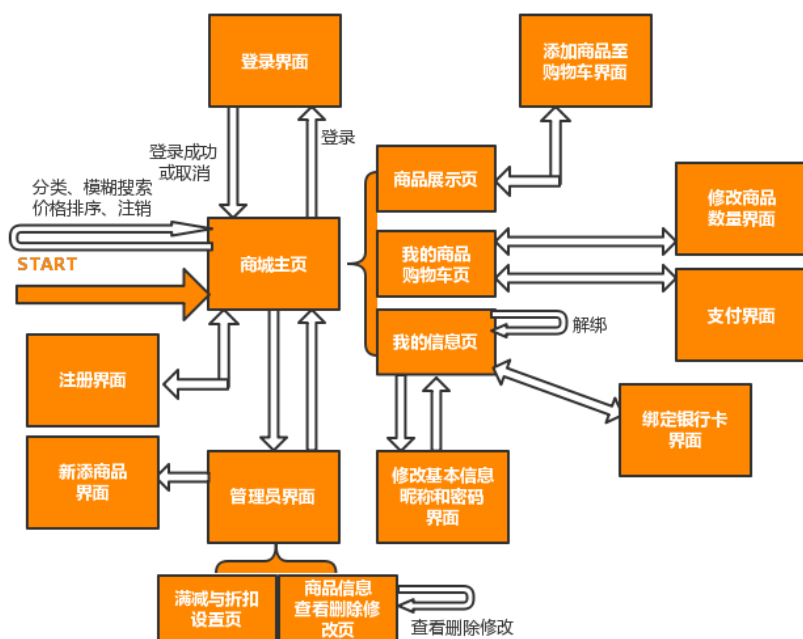 登录界面
添加商品至
购物车界面
登录成功
或取消
登录
分类、模糊搜索
价格排序、注销
START
商城主页
商品展示页
我的商品
购物车页
我的信息页
解绑
修改商品
数量界面
支付界面
注册界面
绑定银行卡
界面
新添商品
界面
管理员界面
修改基本信息
昵称和密码
界面
满减与折扣
设置页
商品信息
查看删除修
改页
查看删除修改